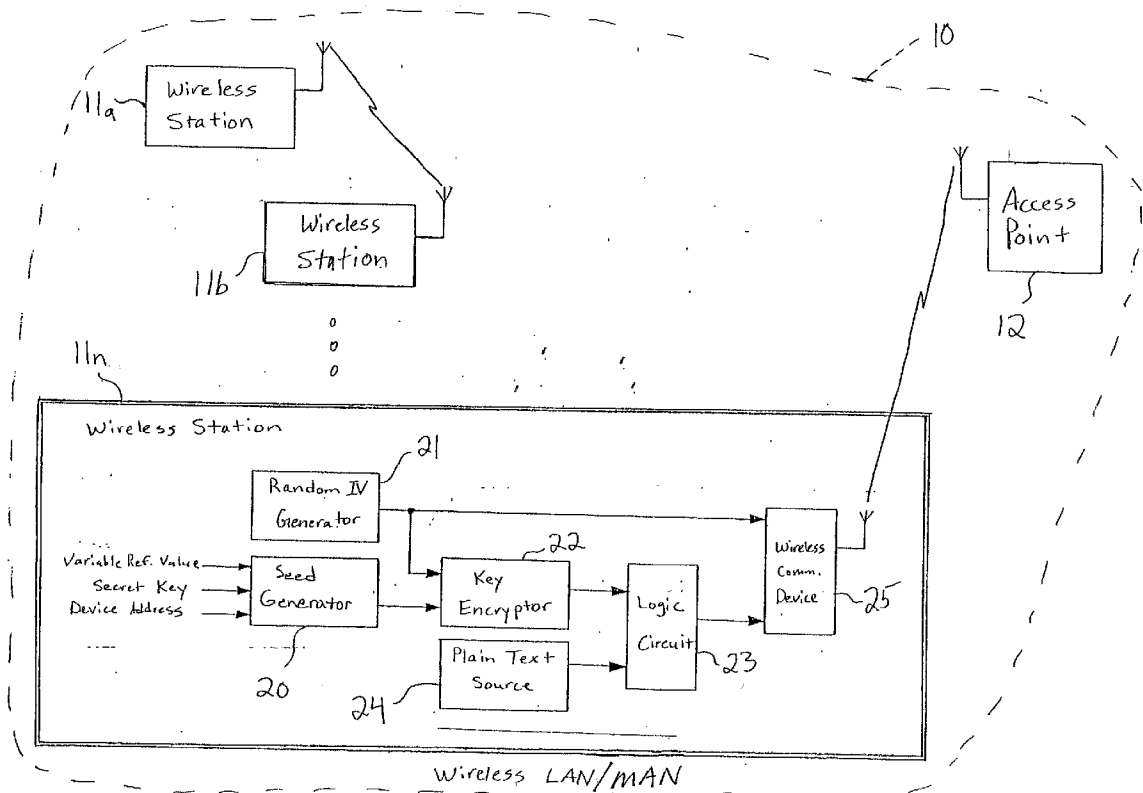 10
Wireless
Station
11a
Wireless
Station
11b
Access
Point
12
11n
Wireless Station
21
Random IV
Generator
Variable Ref. Value
Secret Key
Device Address
Seed
Generator
20
22
Key
Encryptor
Plain Text
Source
24
Logic
Circuit
23
Wireless
Comm.
Device
25
Wireless LAN/MAN